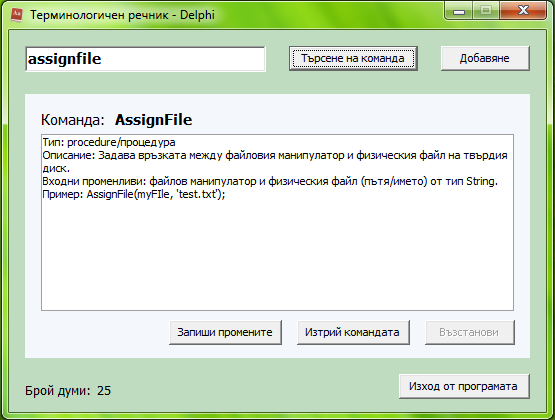 Терминологичен речник - Delphi
assignfile
Търсене на команда
Добавяне
Команда: AssignFile
Тип: procedure/процедура
Описание: Задава връзката между файловия манипулатор и физическия файл на твърдия
диск.
Входни променливи: файлов манипулатор и физическия файл (пътя/името) от тип String.
Пример: AssignFile(myFIle, 'test.txt');
Запиши промените
Изтрий командата
Възстанови
Брой думи: 25
Изход от програмата